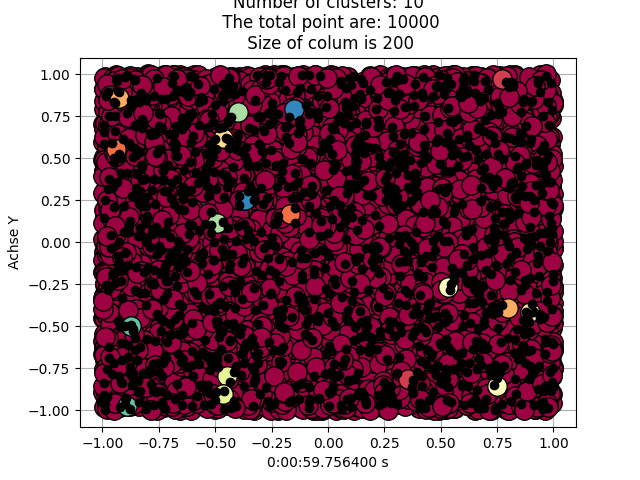 Number of clusters: 10
The total point are: 10000
Size of colum is 200
1.00
0.75
0.50
0.25
0.00
−0.25
−0.50
−0.75
−1.00
Achse Y
−1.00 −0.75 −0.50 −0.25 0.00 0.25 0.50 0.75 1.00
0:00:59.756400 s